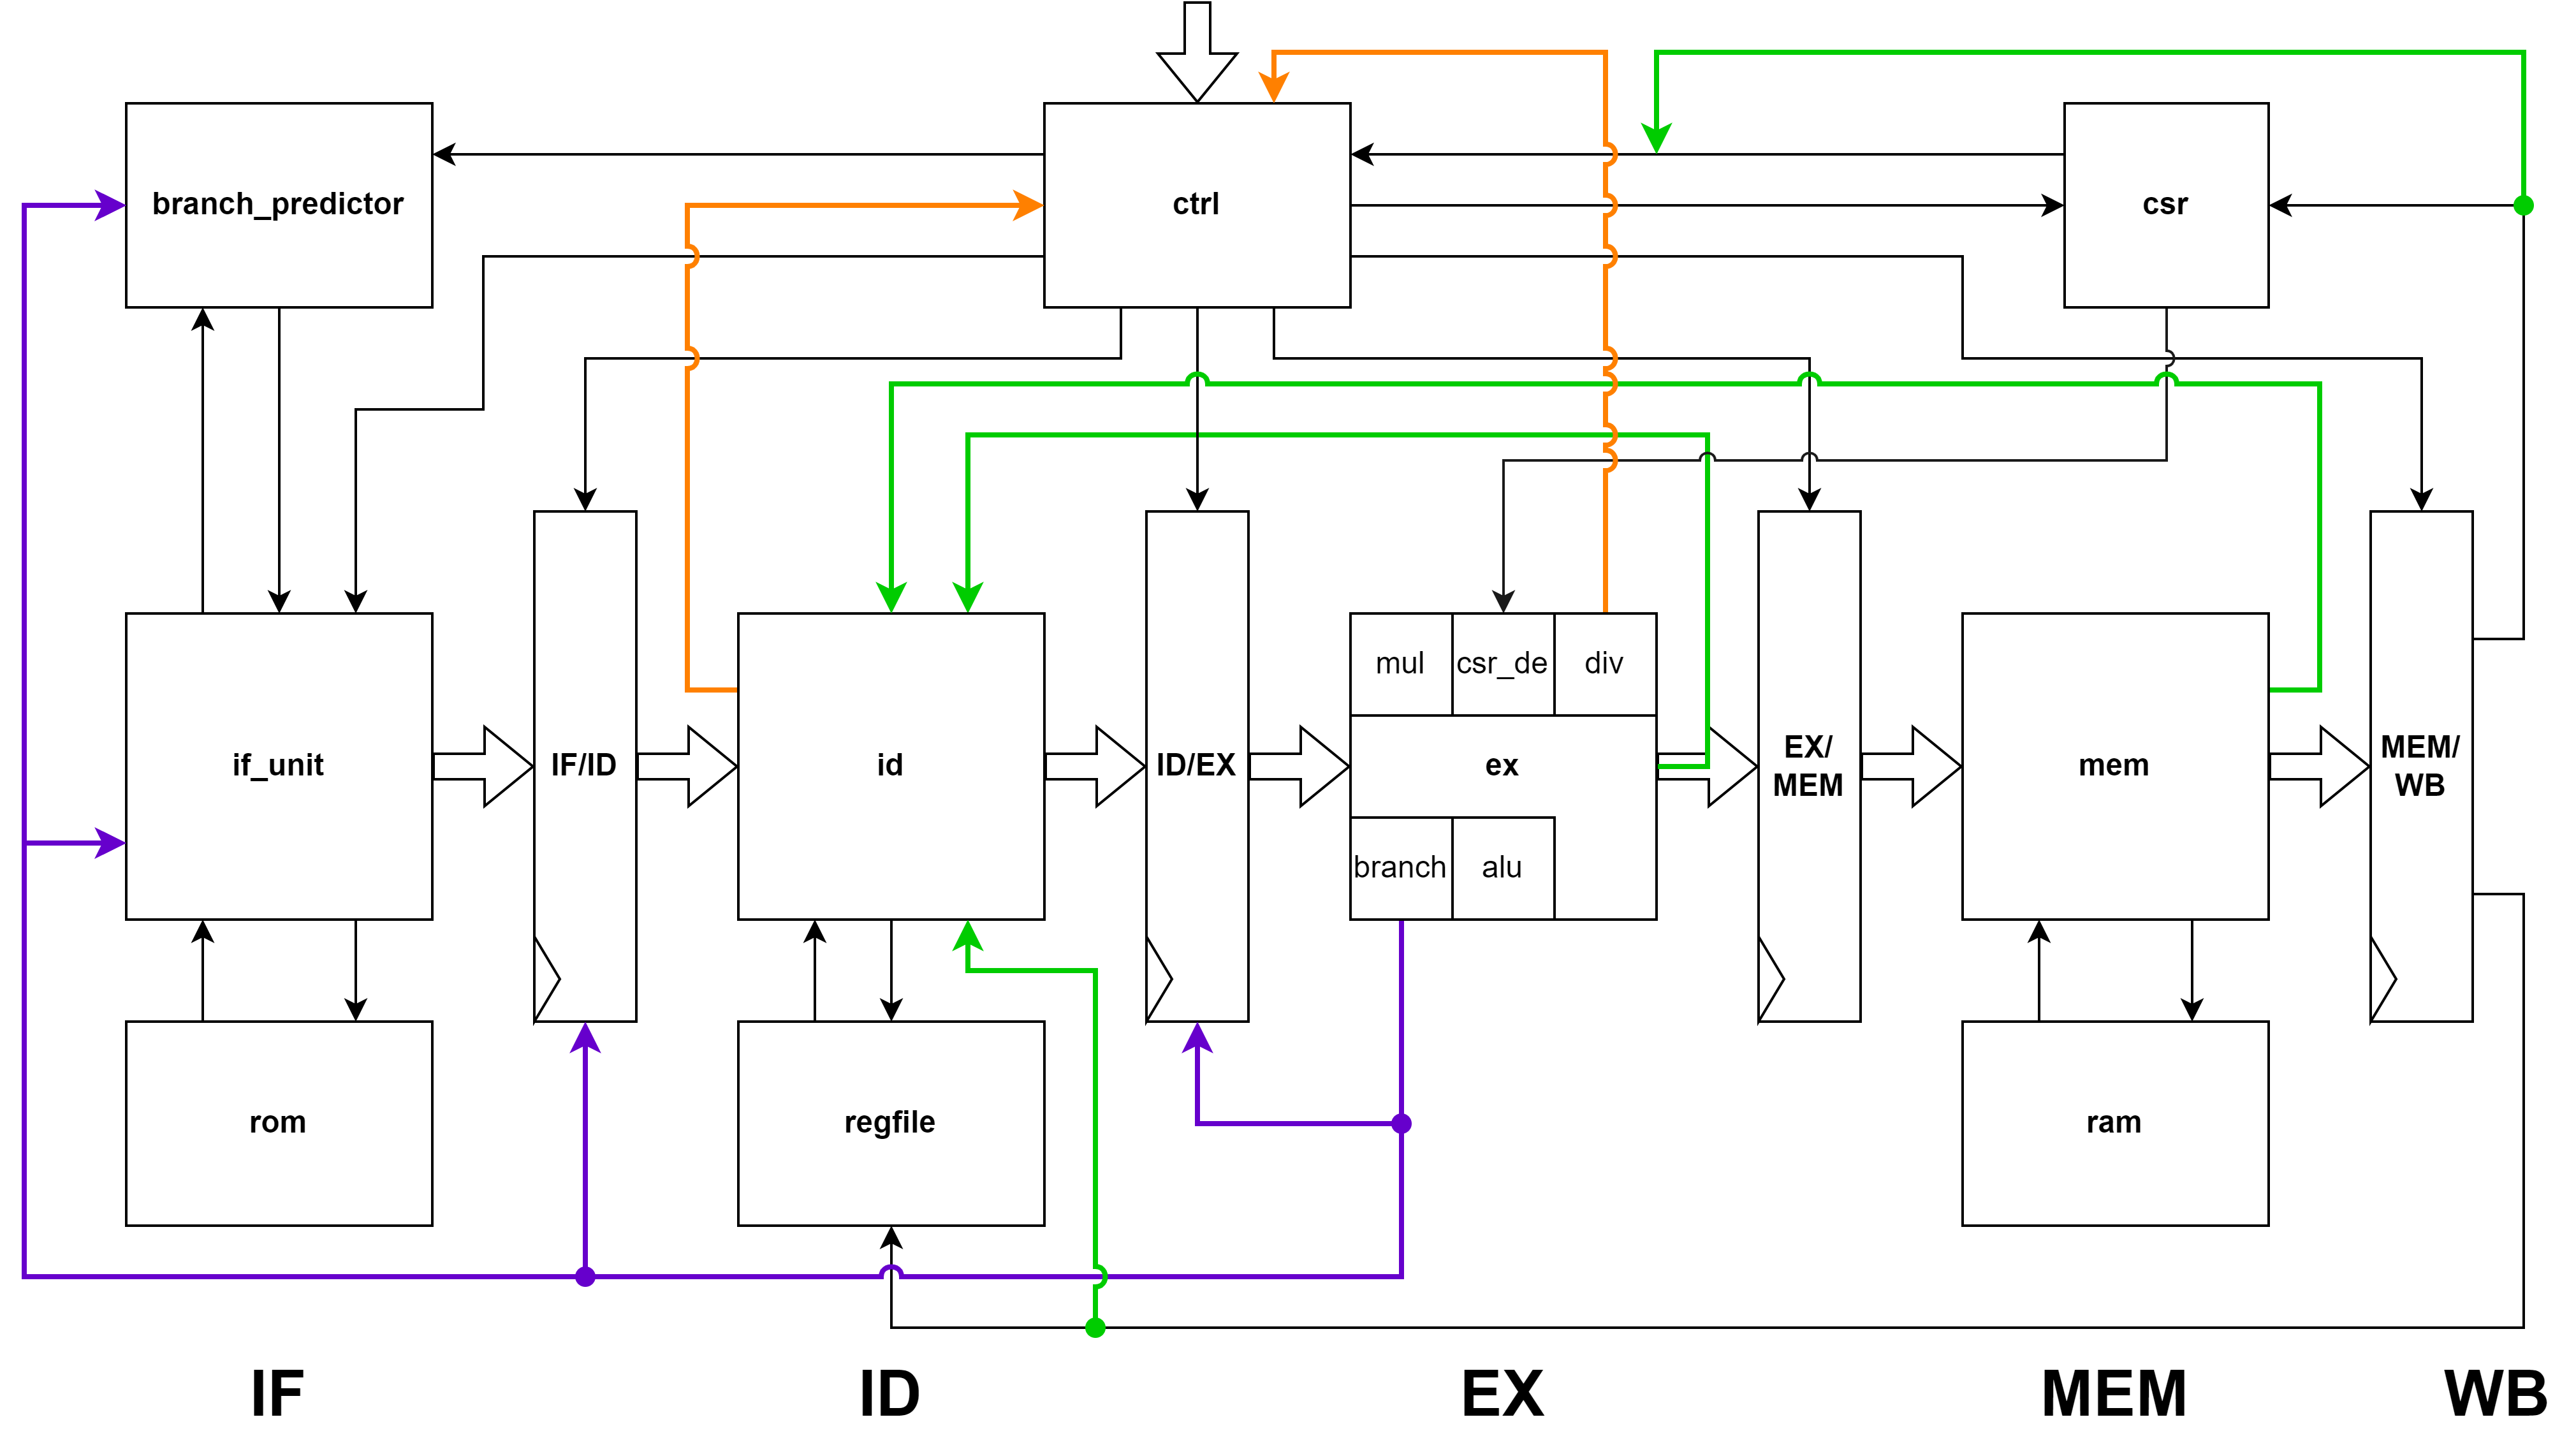 branch_predictor
ctrl
csr
mul
csr_de
div
if_unit
IF/ID
id
ID/EX
ex
EX/
MEM
mem
MEM/
WB
branch
alu
rom
regfile
ram
IF
ID
EX
MEM
WB